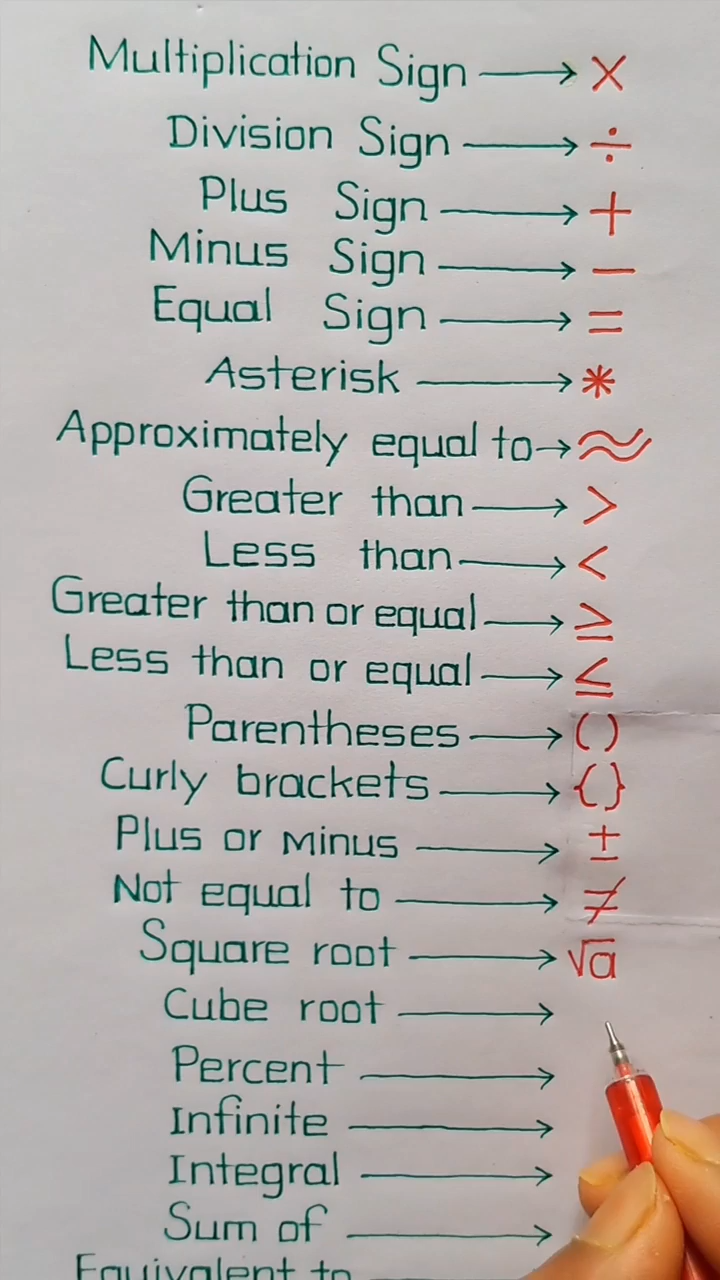 Multiplication Sign → ×
Division Sign → ÷
Plus Sign → +
Minus Sign → −
Equal Sign → =
Asterisk → *
Approximately equal to → ≈
Greater than → >
Less than → <
Greater than or equal → ≥
Less than or equal → ≤
Parentheses → ()
Curly brackets → {}
Plus or Minus → ±
Not equal to → ≠
Square root → √a
Cube root →
Percent →
Infinite →
Integral →
Sum of →
Equivalent to